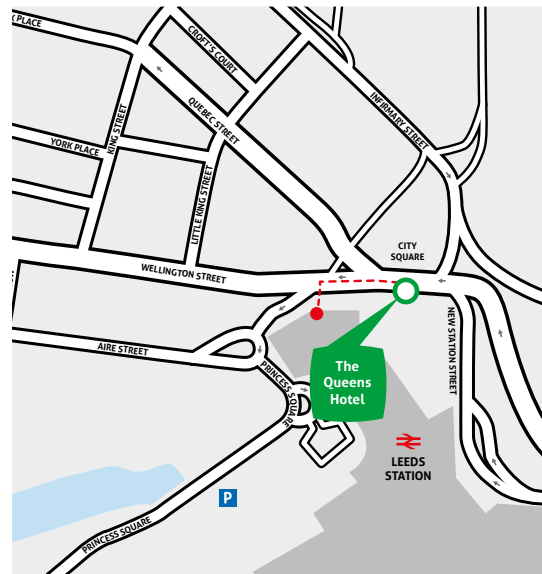 K PLACE
CROFT'S COURT
QUEBEC STREET
INFIRMARY STREET
KING STREET
YORK PLACE
LITTLE KING STREET
CITY
SQUARE
WELLINGTON STREET
NEW STATION STREET
AIRE STREET
The
Queens
Hotel
PRINCESS SQUARE
LEEDS
STATION
P
PRINCESS SQUARE